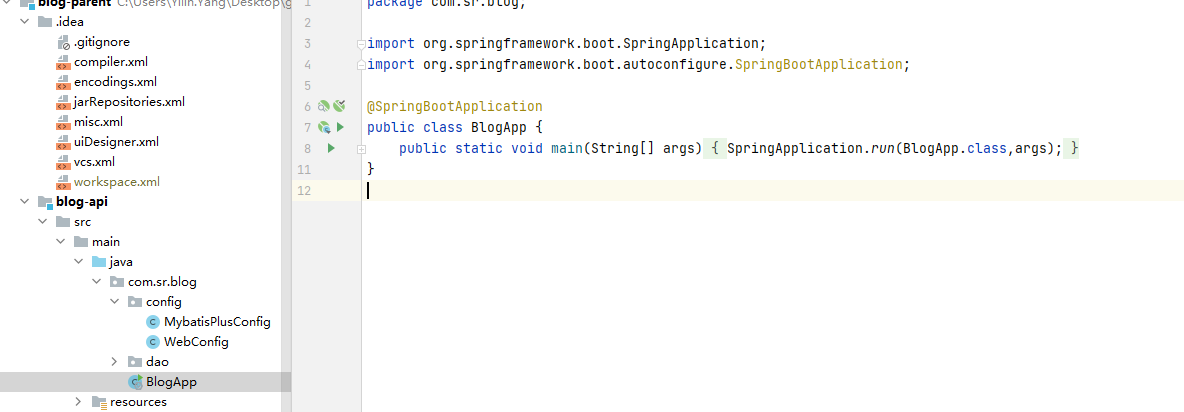 blog-parent C:\Users\Yilin.Yang\Desktop\g
.idea
.gitignore
compiler.xml
encodings.xml
jarRepositories.xml
misc.xml
uiDesigner.xml
vcs.xml
workspace.xml
blog-api
src
main
java
com.sr.blog
config
MybatisPlusConfig
WebConfig
dao
BlogApp
resources
1 package com.sr.blog;
2
3 import org.springframework.boot.SpringApplication;
4 import org.springframework.boot.autoconfigure.SpringBootApplication;
5
6 @SpringBootApplication
7 public class BlogApp {
8 public static void main(String[] args) { SpringApplication.run(BlogApp.class,args); }
11 }
12